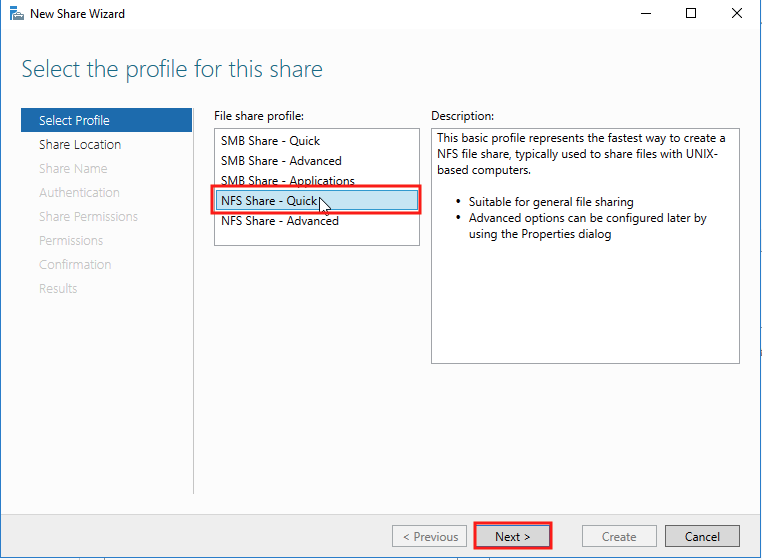 New Share Wizard
Select the profile for this share
Select Profile
Share Location
Share Name
Authentication
Share Permissions
Permissions
Confirmation
Results
File share profile:
SMB Share - Quick
SMB Share - Advanced
SMB Share - Applications
NFS Share - Quick
NFS Share - Advanced
Description:
This basic profile represents the fastest way to create a
NFS file share, typically used to share files with UNIX-
based computers.
• Suitable for general file sharing
• Advanced options can be configured later by
using the Properties dialog
< Previous
Next >
Create
Cancel